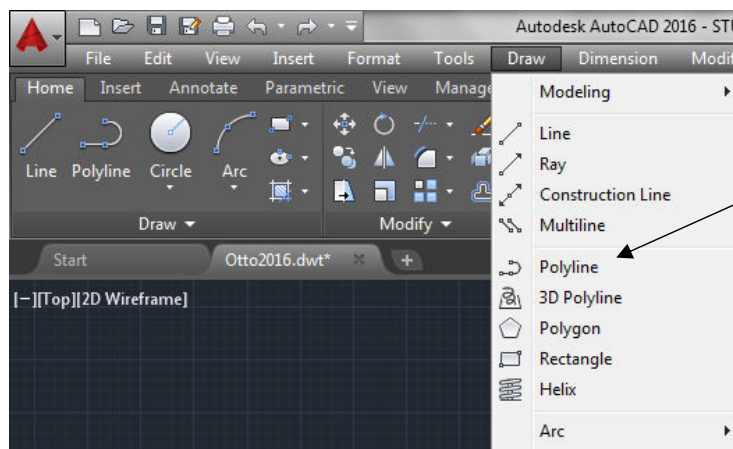 Autodesk AutoCAD 2016 - STU
File Edit View Insert Format Tools Draw Dimension Modif
Home Insert Annotate Parametric View Manage
Line Polyline Circle Arc
Draw Modify
Start Otto2016.dwt*
[−][Top][2D Wireframe]
Modeling
Line
Ray
Construction Line
Multiline
Polyline
3D Polyline
Polygon
Rectangle
Helix
Arc